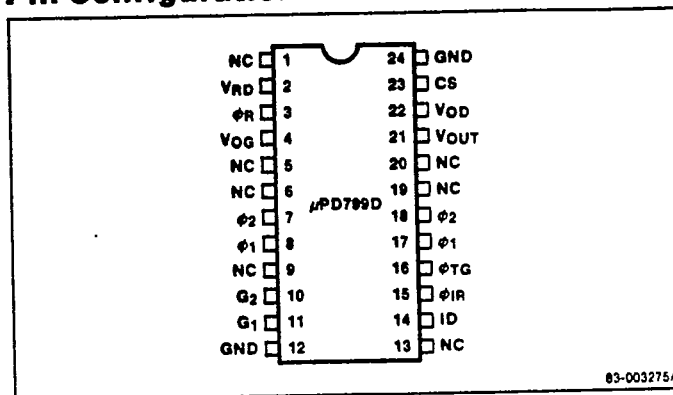 Pin Configuration
NC 1 24 GND
VRD 2 23 CS
φR 3 22 VOD
VOG 4 21 VOUT
NC 5 20 NC
NC 6 19 NC
μPD799D
φ2 7 18 φ2
φ1 8 17 φ1
NC 9 16 φTG
G2 10 15 φIR
G1 11 14 ID
GND 12 13 NC
83-003275A